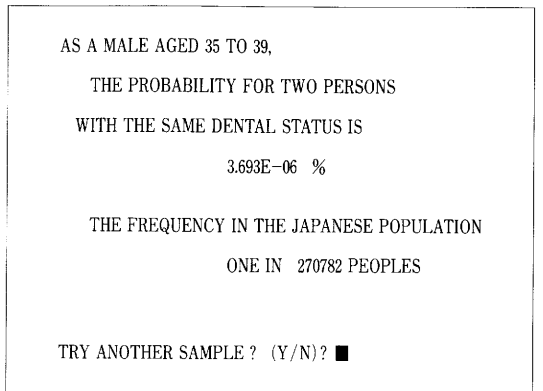 AS A MALE AGED 35 TO 39,
THE PROBABILITY FOR TWO PERSONS
WITH THE SAME DENTAL STATUS IS
3.693E-06 %
THE FREQUENCY IN THE JAPANESE POPULATION
ONE IN 270782 PEOPLES
TRY ANOTHER SAMPLE ? (Y/N)? ■